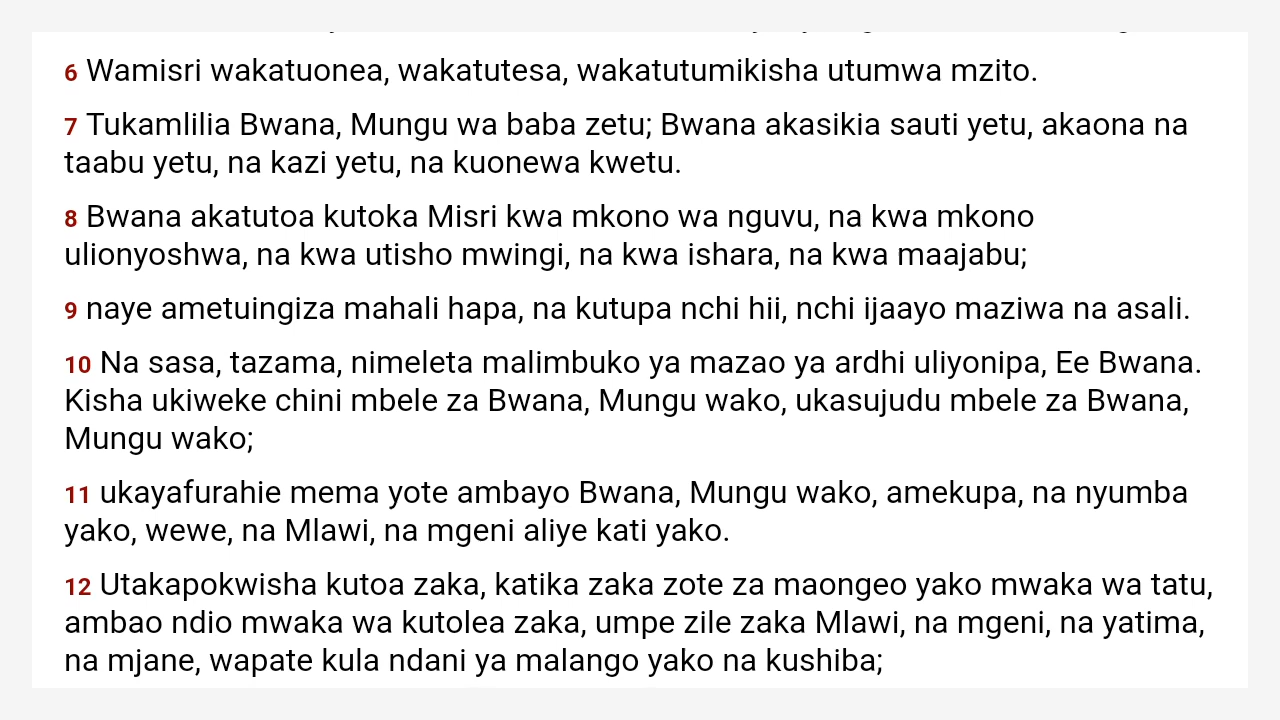 6 Wamisri wakatuonea, wakatutesa, wakatutumikisha utumwa mzito.
7 Tukamlilia Bwana, Mungu wa baba zetu; Bwana akasikia sauti yetu, akaona na
taabu yetu, na kazi yetu, na kuonewa kwetu.
8 Bwana akatutoa kutoka Misri kwa mkono wa nguvu, na kwa mkono
ulionyoshwa, na kwa utisho mwingi, na kwa ishara, na kwa maajabu;
9 naye ametuingiza mahali hapa, na kutupa nchi hii, nchi ijaayo maziwa na asali.
10 Na sasa, tazama, nimeleta malimbuko ya mazao ya ardhi uliyonipa, Ee Bwana.
Kisha ukiweke chini mbele za Bwana, Mungu wako, ukasujudu mbele za Bwana,
Mungu wako;
11 ukayafurahie mema yote ambayo Bwana, Mungu wako, amekupa, na nyumba
yako, wewe, na Mlawi, na mgeni aliye kati yako.
12 Utakapokwisha kutoa zaka, katika zaka zote za maongeo yako mwaka wa tatu,
ambao ndio mwaka wa kutolea zaka, umpe zile zaka Mlawi, na mgeni, na yatima,
na mjane, wapate kula ndani ya malango yako na kushiba;